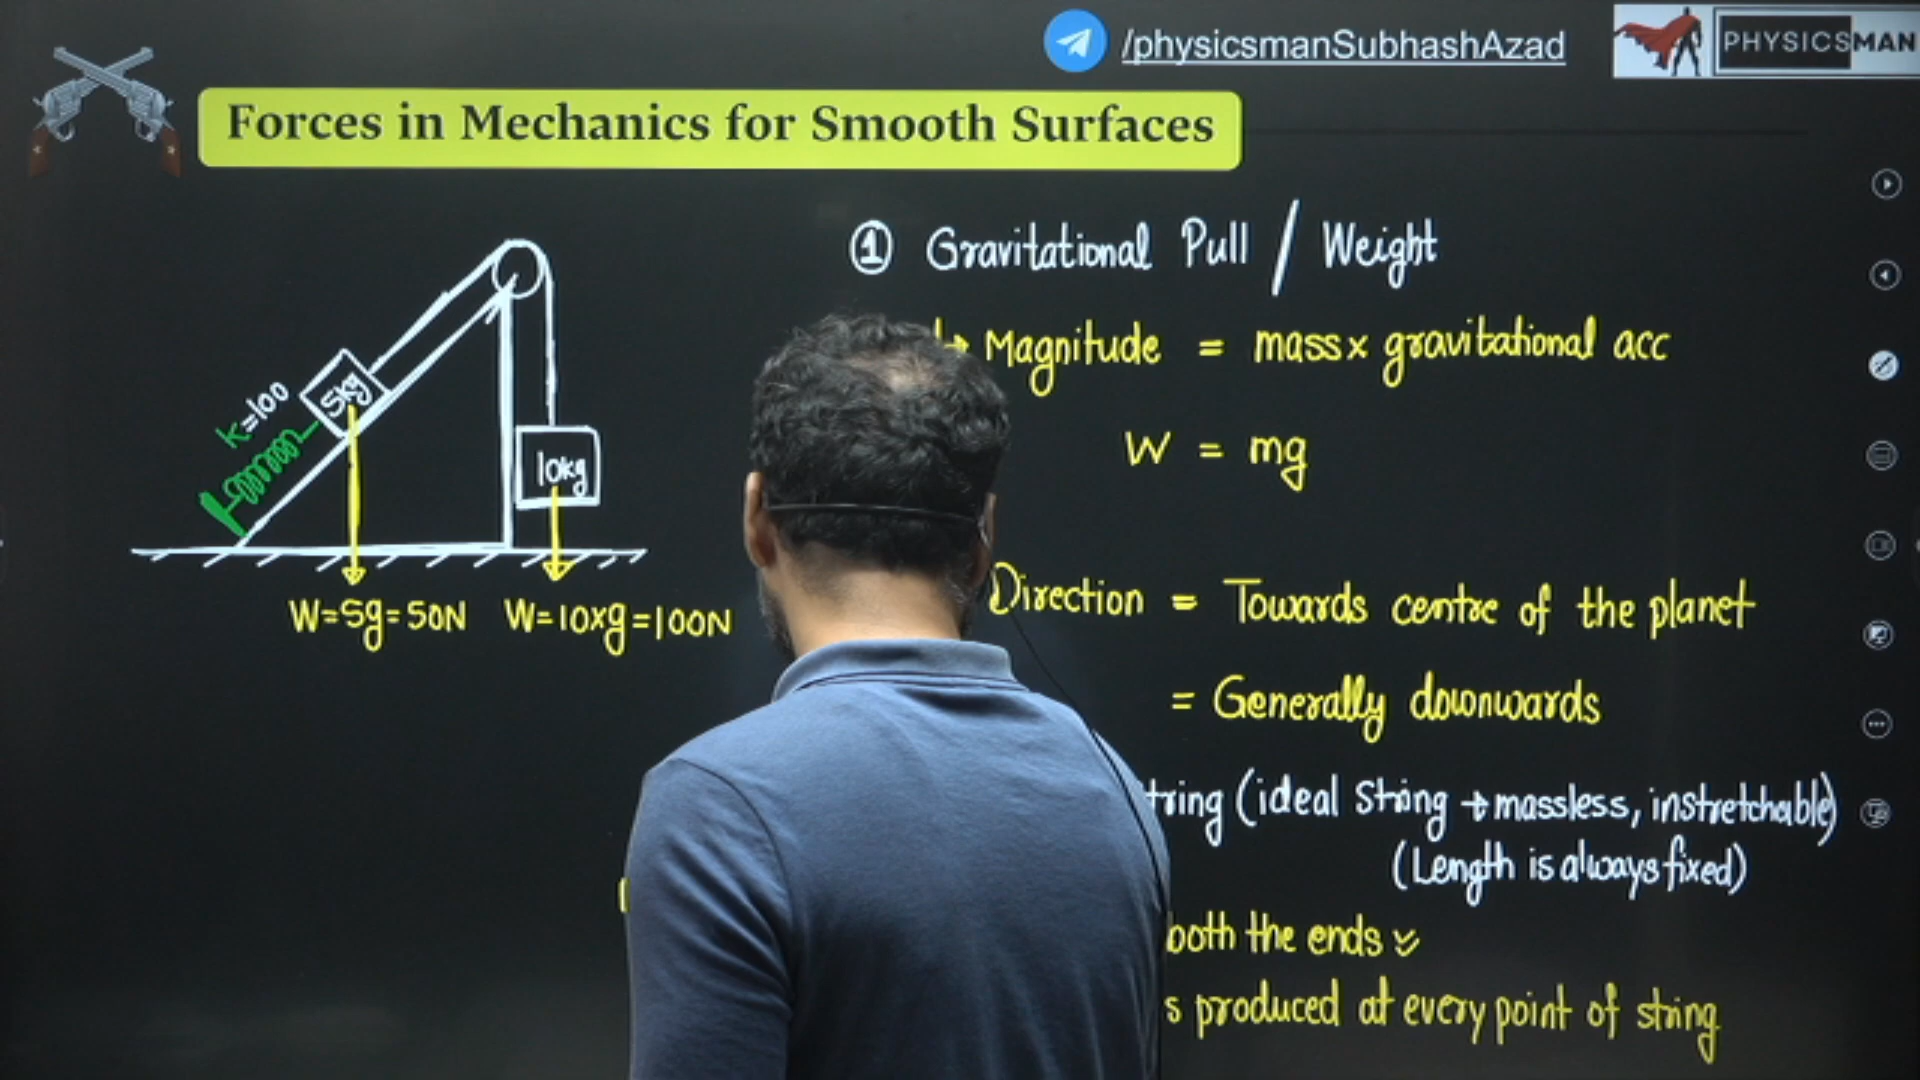 /physicsmanSubhashAzad
PHYSICSMAN
Forces in Mechanics for Smooth Surfaces
① Gravitational Pull / Weight
↳ Magnitude = mass x gravitational acc
W = mg
Direction = Towards centre of the planet
= Generally downwards
tring (ideal String → massless, instretchable)
(Length is always fixed)
both the ends
s produced at every point of string
5kg
k=100
10kg
W=5g=50N W=10xg=100N